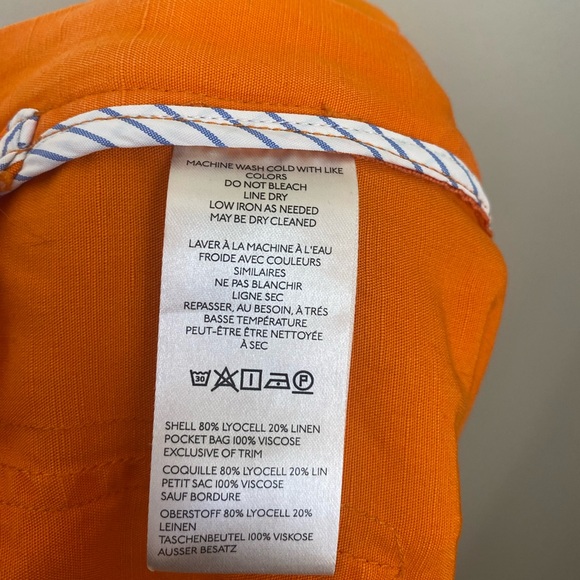 MACHINE WASH COLD WITH LIKE
COLORS
DO NOT BLEACH
LINE DRY
LOW IRON AS NEEDED
MAY BE DRY CLEANED
LAVER À LA MACHINE À L'EAU
FROIDE AVEC COULEURS
SIMILAIRES
NE PAS BLANCHIR
LIGNE SEC
REPASSER, AU BESOIN, À TRÉS
BASSE TEMPÉRATURE
PEUT-ÊTRE ÊTRE NETTOYÉE
À SEC
30 P
SHELL 80% LYOCELL 20% LINEN
POCKET BAG 100% VISCOSE
EXCLUSIVE OF TRIM
COQUILLE 80% LYOCELL 20% LIN
PETIT SAC 100% VISCOSE
SAUF BORDURE
OBERSTOFF 80% LYOCELL 20%
LEINEN
TASCHENBEUTEL 100% VISKOSE
AUSSER BESATZ